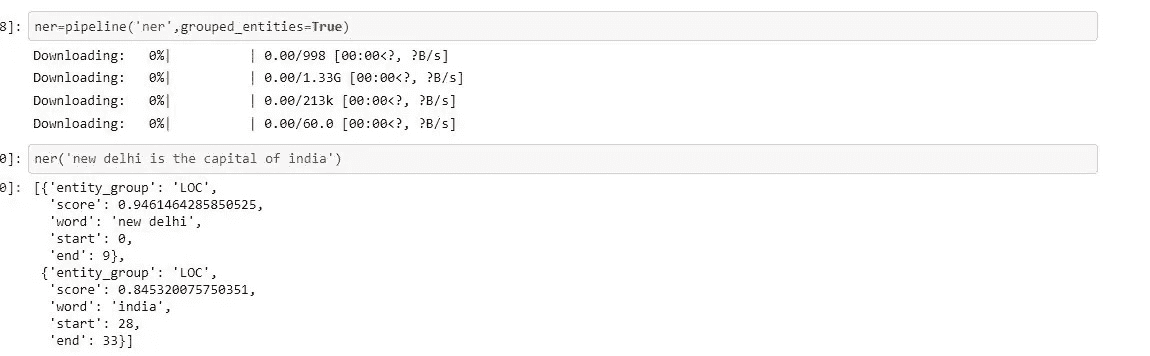 8]: ner=pipeline('ner',grouped_entities=True)
Downloading:   0%|          | 0.00/998 [00:00<?, ?B/s]
Downloading:   0%|          | 0.00/1.33G [00:00<?, ?B/s]
Downloading:   0%|          | 0.00/213k [00:00<?, ?B/s]
Downloading:   0%|          | 0.00/60.0 [00:00<?, ?B/s]
0]: ner('new delhi is the capital of india')
0]: [{'entity_group': 'LOC',
  'score': 0.9461464285850525,
  'word': 'new delhi',
  'start': 0,
  'end': 9},
 {'entity_group': 'LOC',
  'score': 0.845320075750351,
  'word': 'india',
  'start': 28,
  'end': 33}]